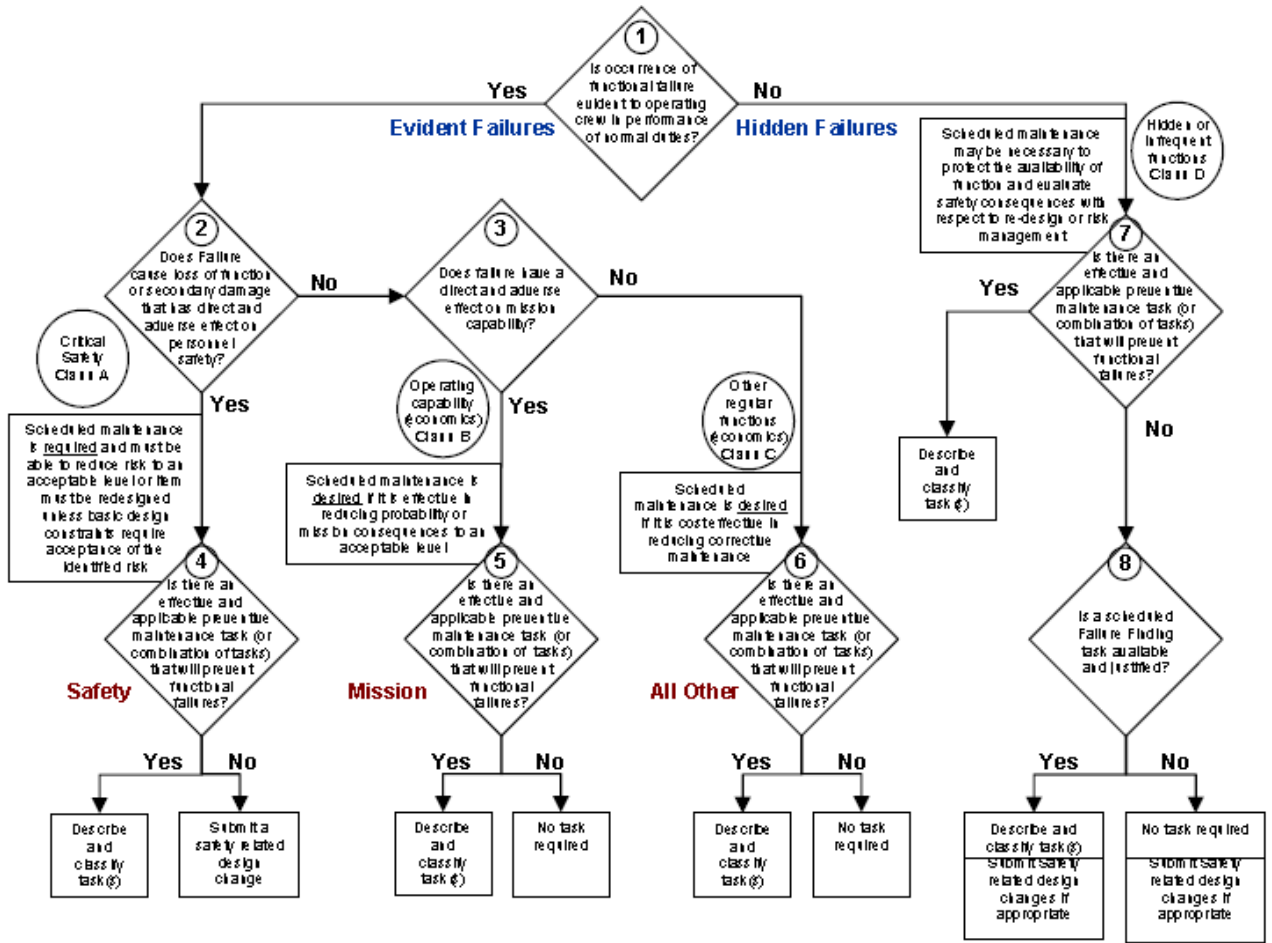 1
Is occurrence of
functional failure
evident to operating
crew in performance
of normal duties?
Yes
No
Evident Failures
Hidden Failures
Scheduled maintenance
may be necessary to
protect the availability of
function and evaluate
safety consequences with
respect to re-design or risk
management
Hidden or
infrequent
functions
Class D
2
Does Failure
cause loss of function
or secondary damage
that has direct and
adverse effect on
personnel
safety?
No
3
Does failure have a
direct and adverse
effect on mission
capability?
No
7
Is there an
effective and
applicable preventive
maintenance task (or
combination of tasks)
that will prevent
functional
failures?
Yes
No
Critical
Safety
Class A
Yes
Operating
capability
(economics)
Class B
Yes
Other
regular
functions
(economics)
Class C
Scheduled maintenance
is required and must be
able to reduce risk to an
acceptable level or item
must be redesigned
unless basic design
constraints require
acceptance of the
identified risk
Scheduled maintenance is
desired if it is effective in
reducing probability or
mission consequences to an
acceptable level
Scheduled
maintenance is desired
if it is cost effective in
reducing corrective
maintenance
Describe
and
classify
task(s)
4
Is there an
effective and
applicable preventive
maintenance task (or
combination of tasks)
that will prevent
functional
failures?
Safety
5
Is there an
effective and
applicable preventive
maintenance task (or
combination of tasks)
that will prevent
functional
failures?
Mission
6
Is there an
effective and
applicable preventive
maintenance task (or
combination of tasks)
that will prevent
functional
failures?
All Other
8
Is a scheduled
Failure Finding
task available
and justified?
Yes
No
Yes
No
Yes
No
Yes
No
Describe
and
classify
task(s)
Submit a
safety related
design
change
Describe
and
classify
task(s)
No task
required
Describe
and
classify
task(s)
No task
required
Describe and
classify task(s)
Submit Safety
related design
changes if
appropriate
No task required
Submit Safety
related design
changes if
appropriate